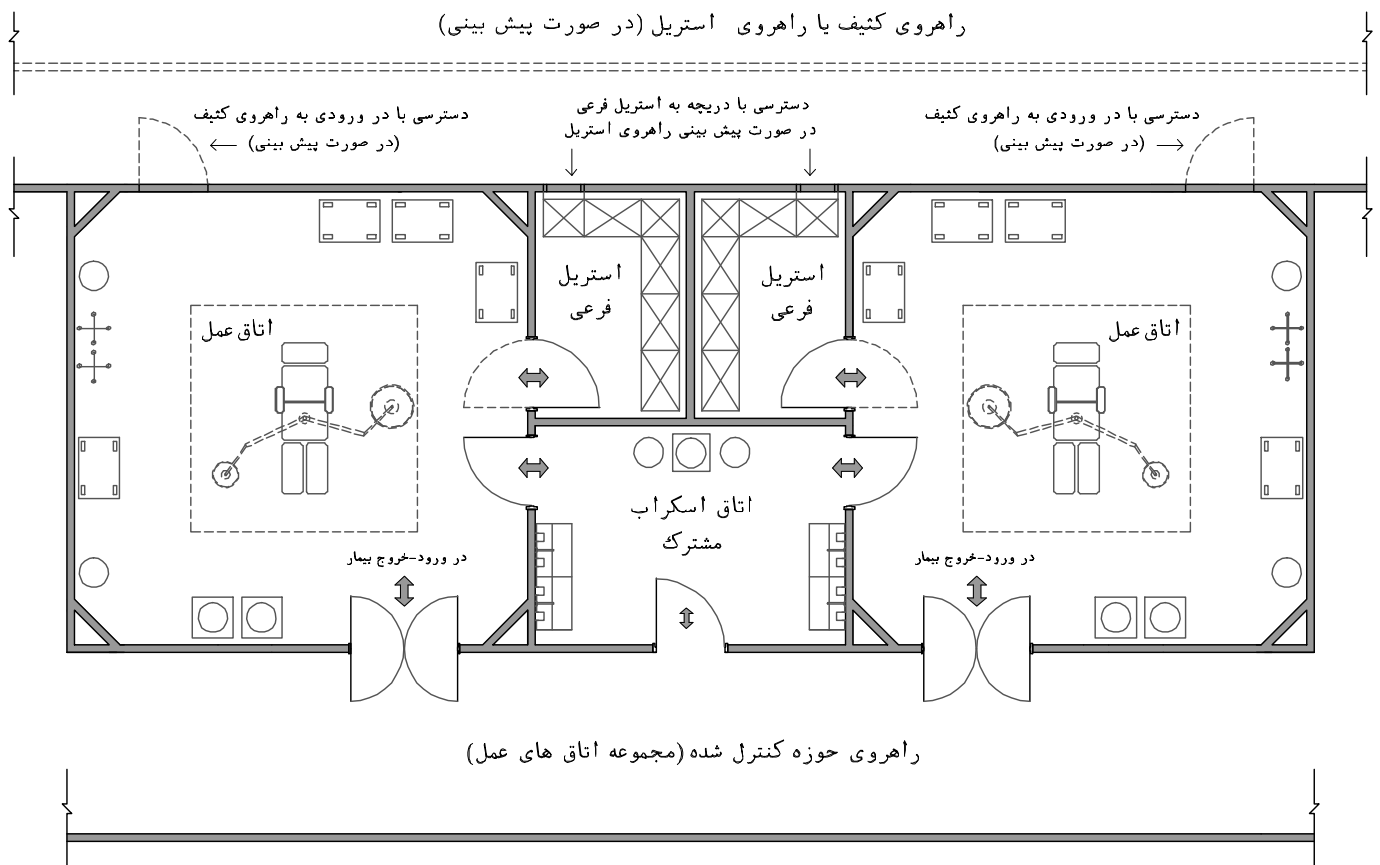 راهروی کثیف یا راهروی استریل (در صورت پیش بینی)
دسترسی با در ورودی به راهروی کثیف
(در صورت پیش بینی)
دسترسی با دریچه به استریل فرعی
در صورت پیش بینی راهروی استریل
دسترسی با در ورودی به راهروی کثیف
(در صورت پیش بینی)
استریل
فرعی
استریل
فرعی
اتاق عمل
اتاق عمل
اتاق اسکراب
مشترك
در ورود-خروج بیمار
در ورود-خروج بیمار
راهروی حوزه کنترل شده (مجموعه اتاق های عمل)